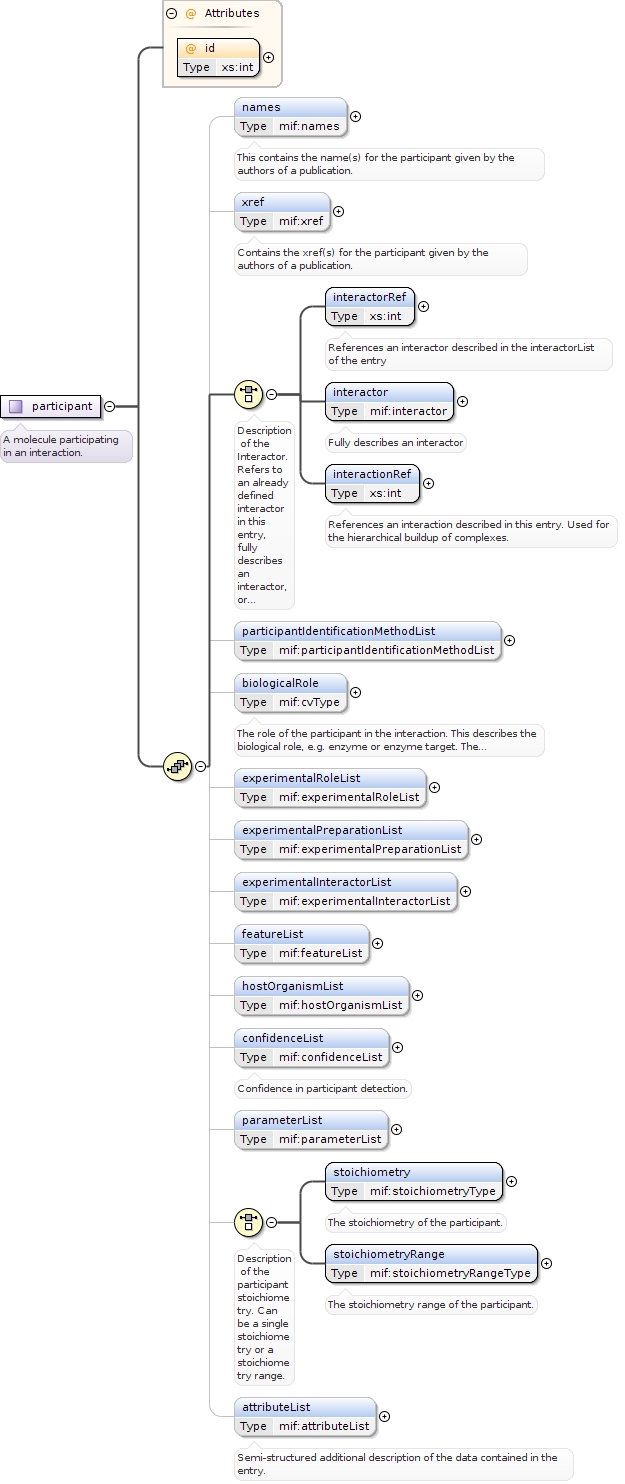 @ Attributes
@ id
Type xs:int
names
Type mif:names
This contains the name(s) for the participant given by the
authors of a publication.
xref
Type mif:xref
Contains the xref(s) for the participant given by the
authors of a publication.
interactorRef
Type xs:int
References an interactor described in the interactorList
of the entry
interactor
Type mif:interactor
Fully describes an interactor
interactionRef
Type xs:int
References an interaction described in this entry. Used for
the hierarchical buildup of complexes.
participant
A molecule participating
in an interaction.
Description
of the
Interactor.
Refers to
an already
defined
interactor
in this
entry,
fully
describes
an
interactor,
or...
participantIdentificationMethodList
Type mif:participantIdentificationMethodList
biologicalRole
Type mif:cvType
The role of the participant in the interaction. This describes the
biological role, e.g. enzyme or enzyme target. The...
experimentalRoleList
Type mif:experimentalRoleList
experimentalPreparationList
Type mif:experimentalPreparationList
experimentalInteractorList
Type mif:experimentalInteractorList
featureList
Type mif:featureList
hostOrganismList
Type mif:hostOrganismList
confidenceList
Type mif:confidenceList
Confidence in participant detection.
parameterList
Type mif:parameterList
stoichiometry
Type mif:stoichiometryType
The stoichiometry of the participant.
stoichiometryRange
Type mif:stoichiometryRangeType
The stoichiometry range of the participant.
Description
of the
participant
stoichiome
try. Can
be a single
stoichiome
try or a
stoichiome
try range.
attributeList
Type mif:attributeList
Semi-structured additional description of the data contained in the
entry.